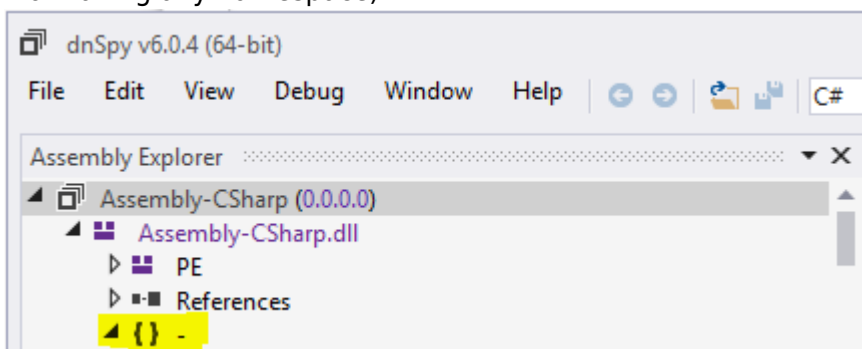 dnSpy v6.0.4 (64-bit)
File Edit View Debug Window Help C#
Assembly Explorer
Assembly-CSharp (0.0.0.0)
Assembly-CSharp.dll
PE
References
{ } -